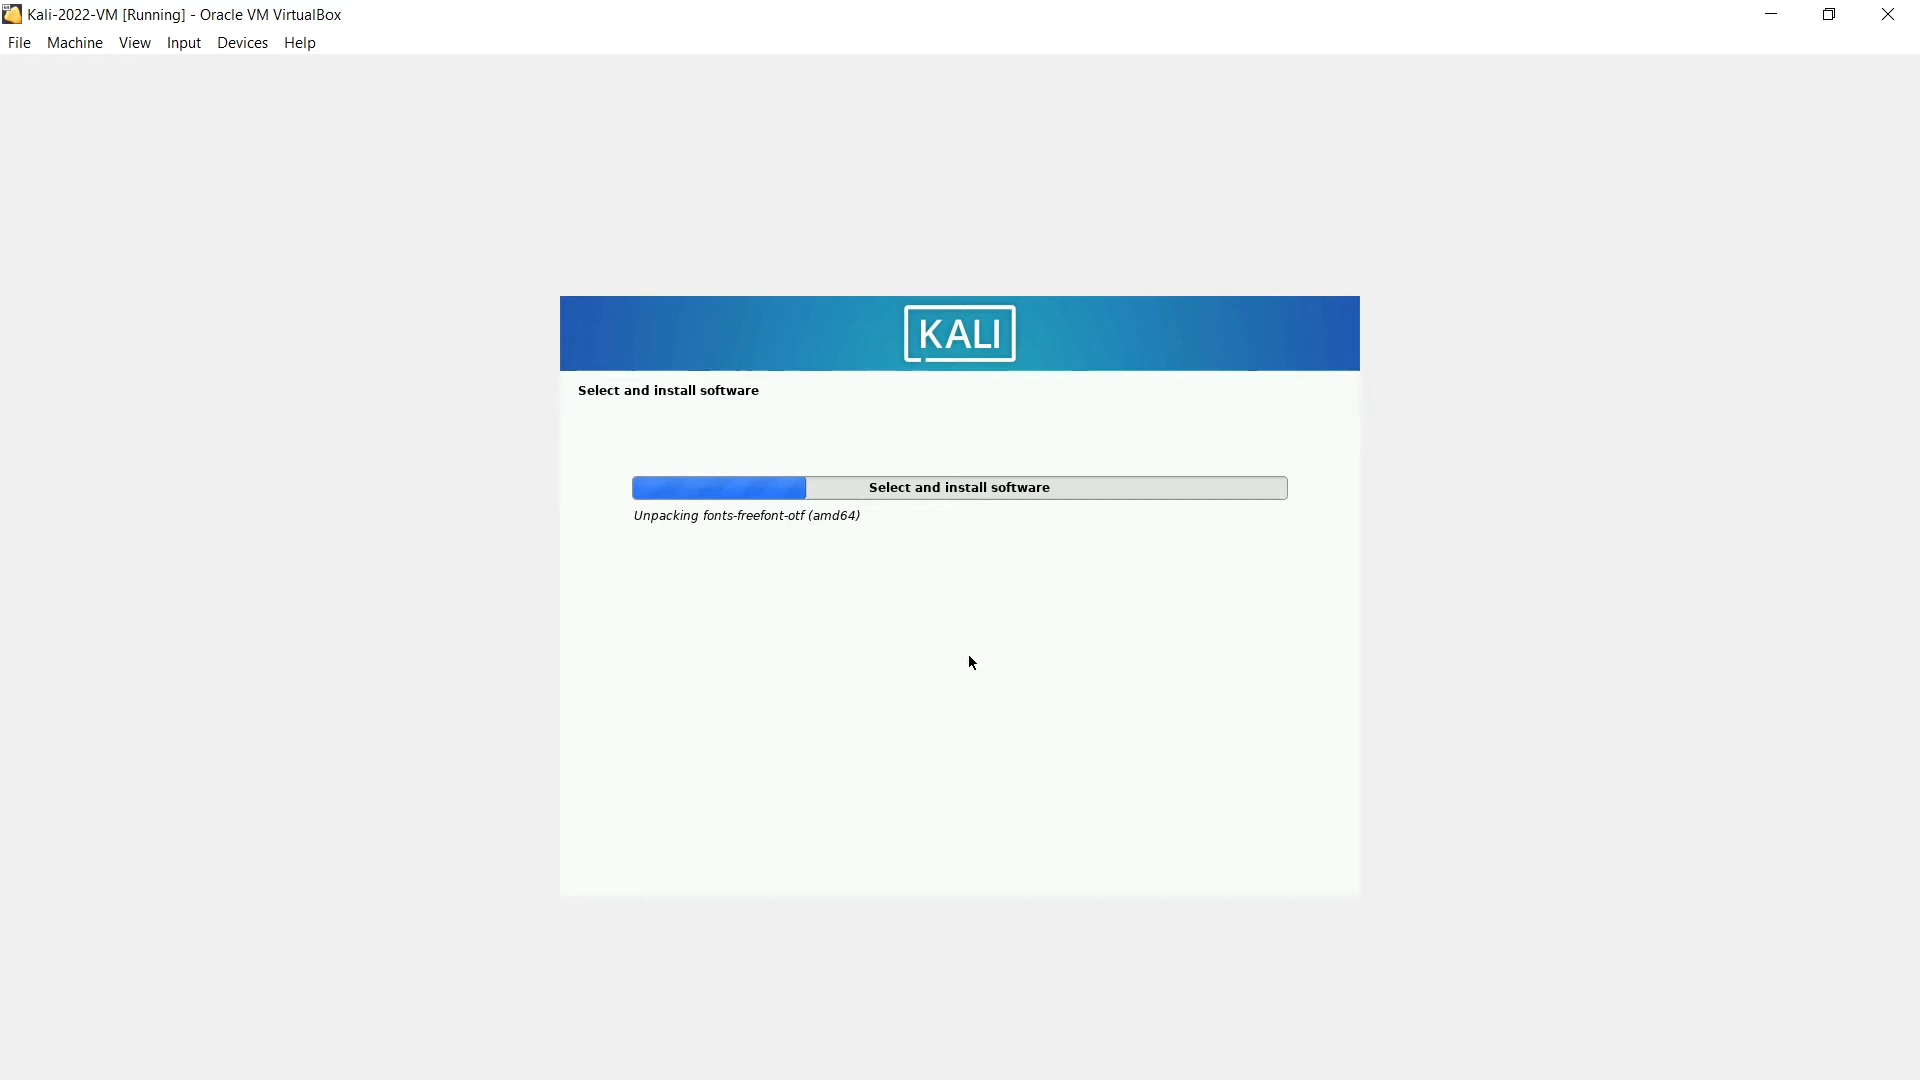 Kali-2022-VM [Running] - Oracle VM VirtualBox
File Machine View Input Devices Help
KALI
Select and install software
Select and install software
Unpacking fonts-freefont-otf (amd64)